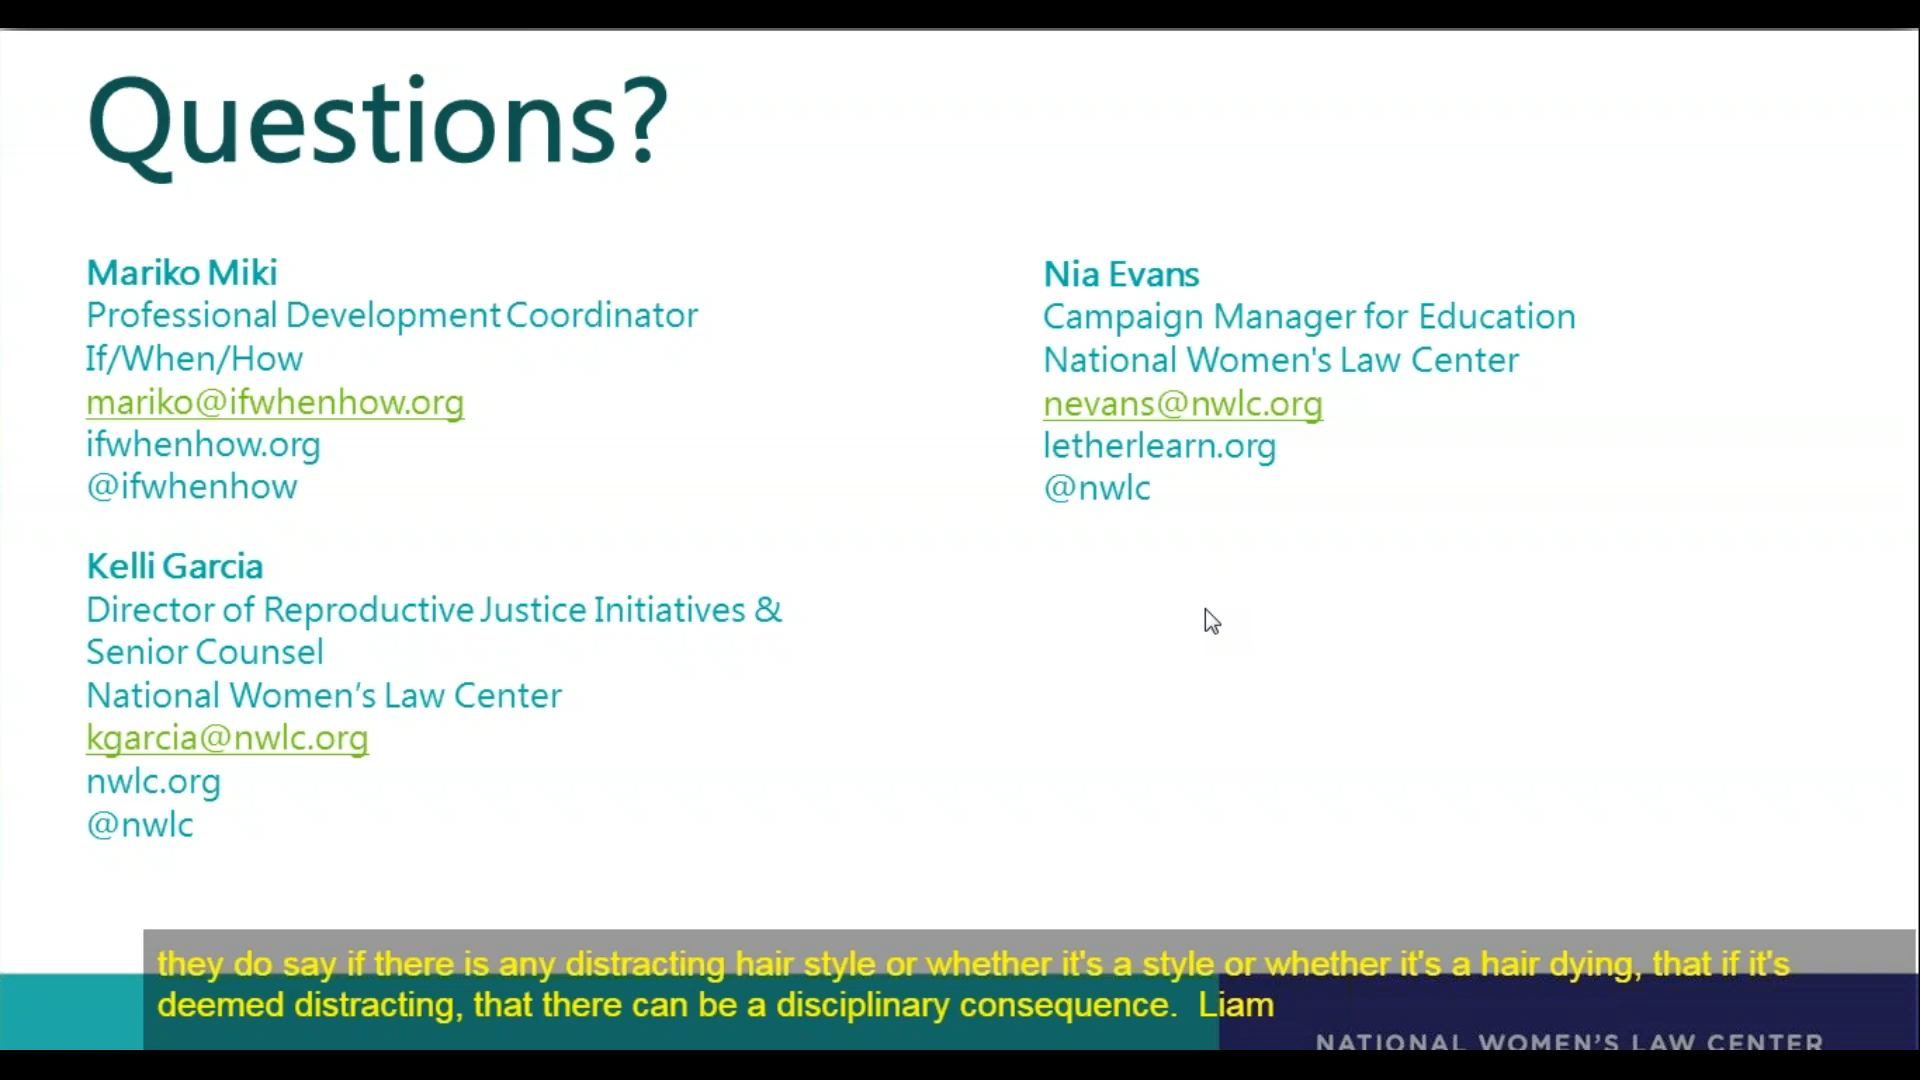 Questions?
Mariko Miki
Professional Development Coordinator
If/When/How
mariko@ifwhenhow.org
ifwhenhow.org
@ifwhenhow
Kelli Garcia
Director of Reproductive Justice Initiatives &
Senior Counsel
National Women’s Law Center
kgarcia@nwlc.org
nwlc.org
@nwlc
Nia Evans
Campaign Manager for Education
National Women's Law Center
nevans@nwlc.org
letherlearn.org
@nwlc
they do say if there is any distracting hair style or whether it's a style or whether it's a hair dying, that if it's
deemed distracting, that there can be a disciplinary consequence.  Liam
NATIONAL WOMEN’S LAW CENTER